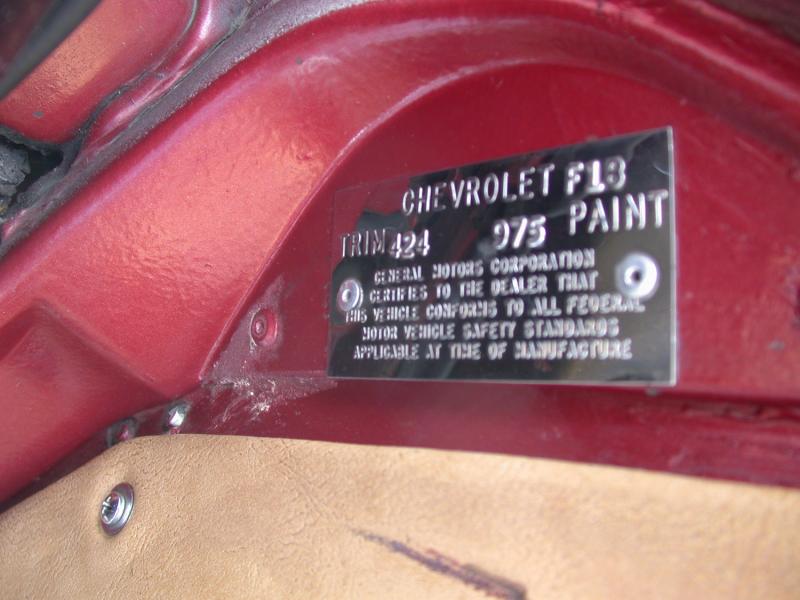 CHEVROLET F18
TRIM 424 975 PAINT
GENERAL MOTORS CORPORATION
CERTIFIES TO THE DEALER THAT
THIS VEHICLE CONFORMS TO ALL FEDERAL
MOTOR VEHICLE SAFETY STANDARDS
APPLICABLE AT TIME OF MANUFACTURE